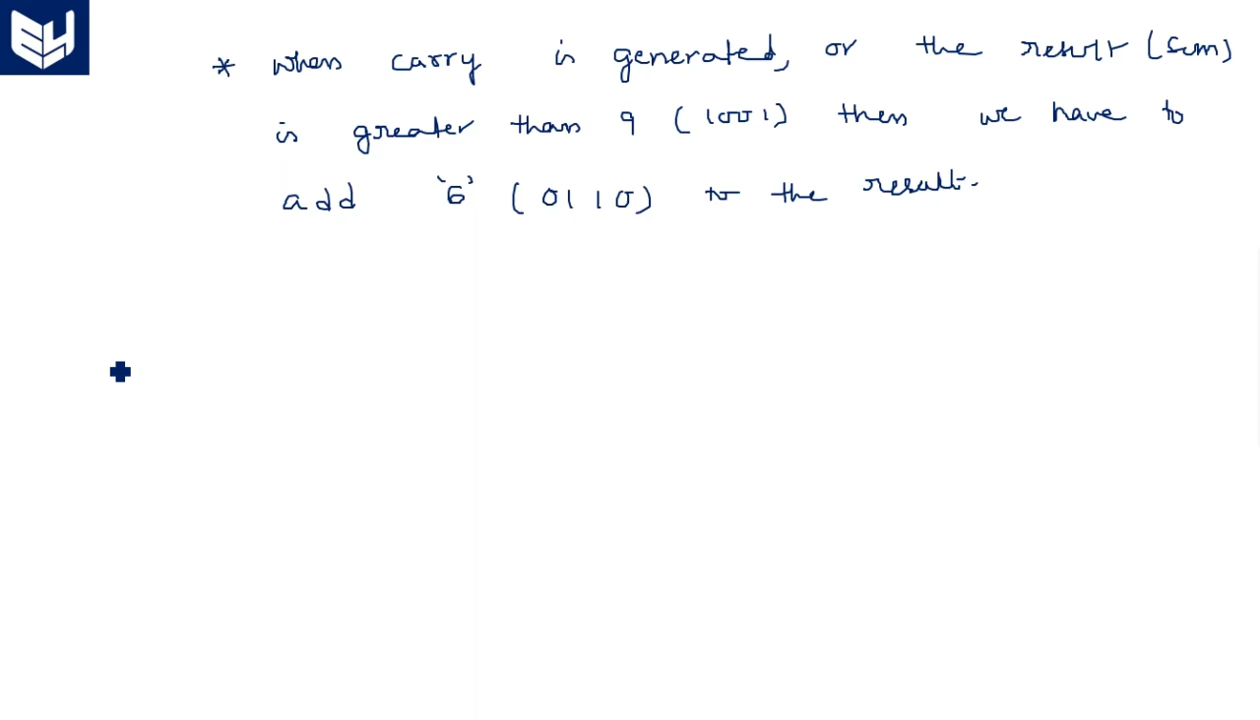 * when carry is generated, or the result (sum)
is greater than 9 (1001) then we have to
add '6' (0110) to the result.